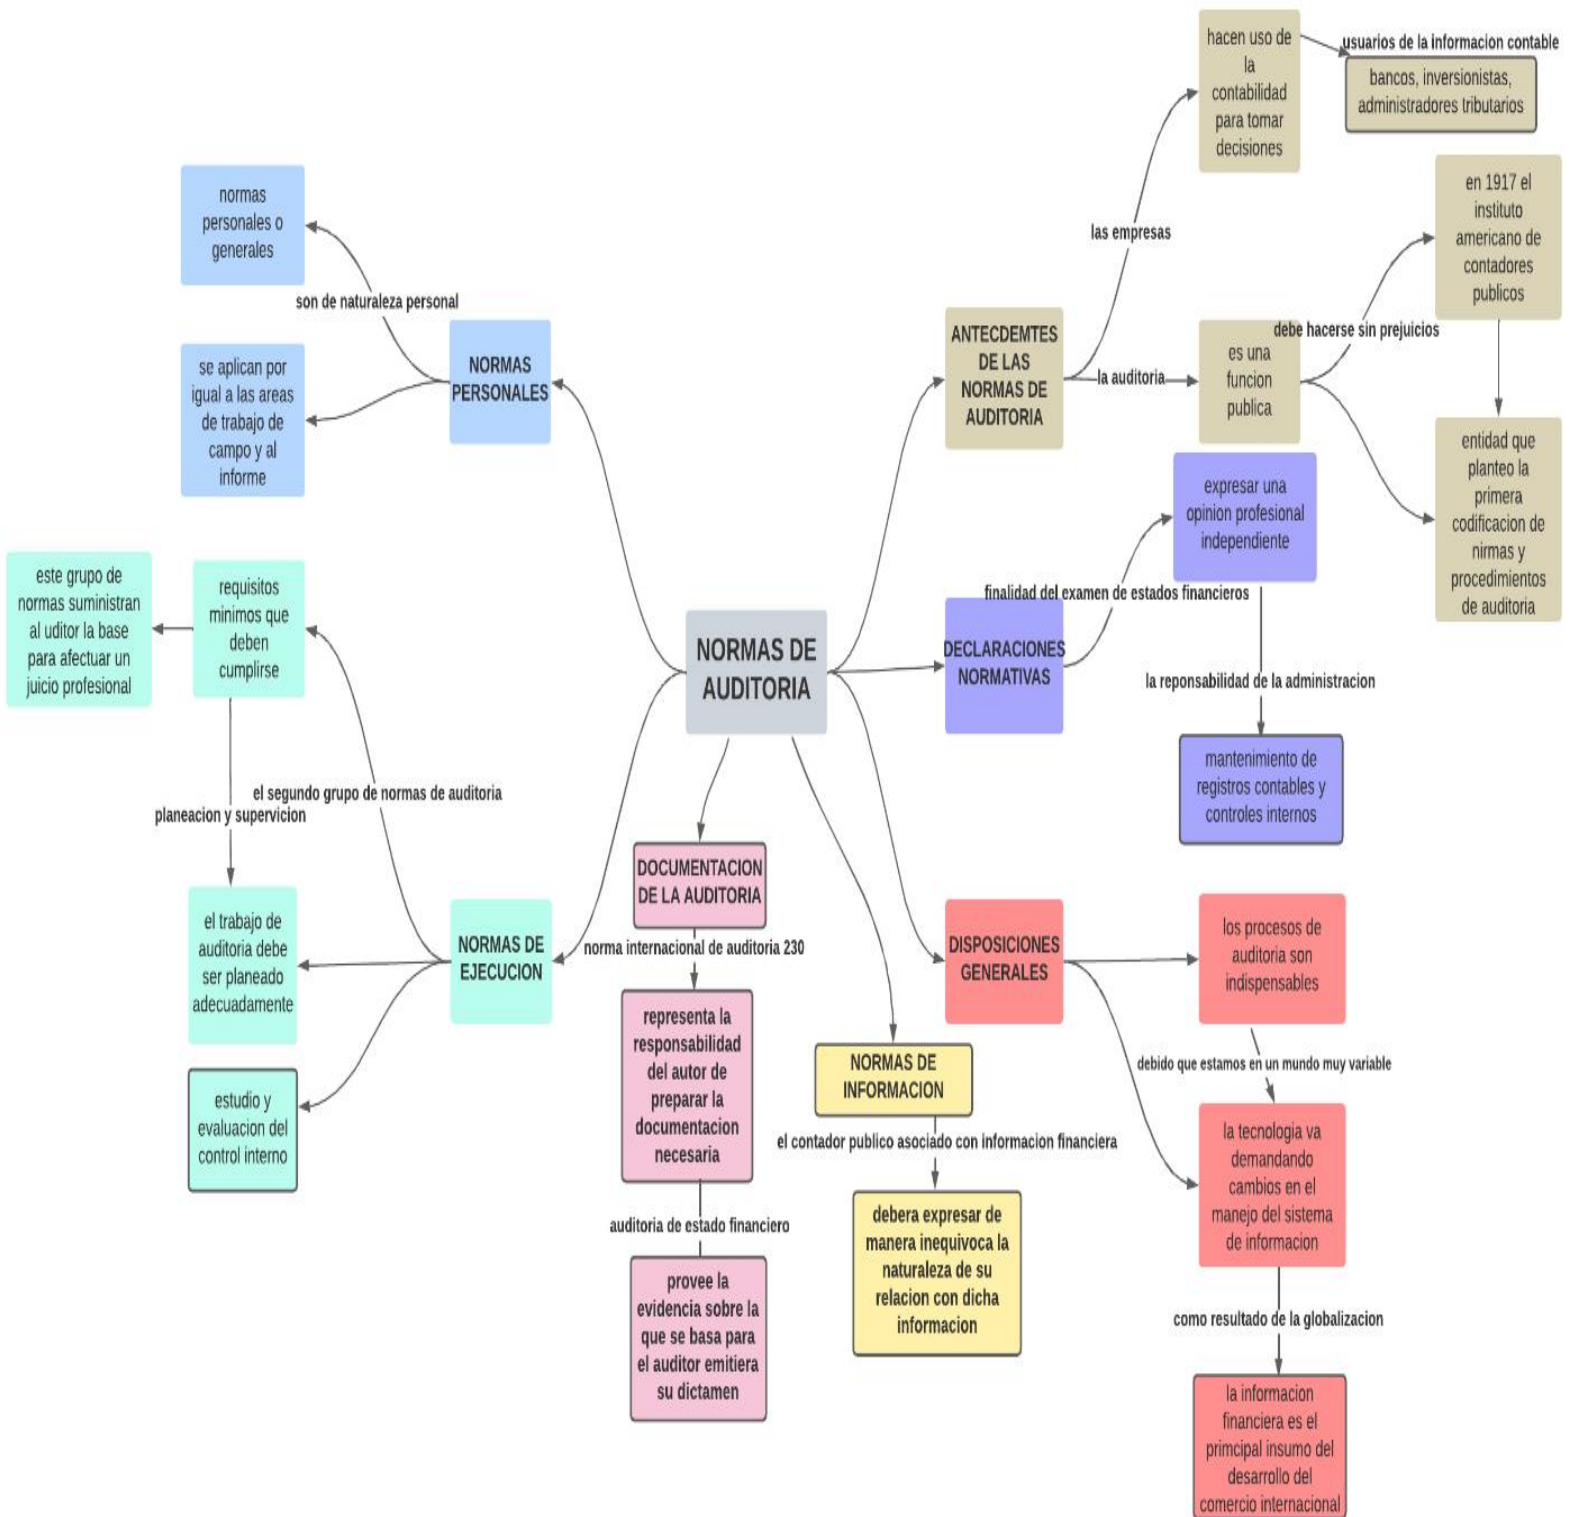 hacen uso de
la
contabilidad
para tomar
decisiones
usuarios de la informacion contable
bancos, inversionistas,
administradores tributarios
normas
personales o
generales
son de naturaleza personal
se aplican por
igual a las areas
de trabajo de
campo y al
informe
NORMAS
PERSONALES
las empresas
ANTECDEMTES
DE LAS
NORMAS DE
AUDITORIA
la auditoria
es una
funcion
publica
debe hacerse sin prejuicios
en 1917 el
instituto
americano de
contadores
publicos
entidad que
planteo la
primera
codificacion de
nirmas y
procedimientos
de auditoria
expresar una
opinion profesional
independiente
finalidad del examen de estados financieros
DECLARACIONES
NORMATIVAS
la reponsabilidad de la administracion
mantenimiento de
registros contables y
controles internos
NORMAS DE
AUDITORIA
este grupo de
normas suministran
al uditor la base
para afectuar un
juicio profesional
requisitos
minimos que
deben
cumplirse
el segundo grupo de normas de auditoria
planeacion y supervicion
el trabajo de
auditoria debe
ser planeado
adecuadamente
NORMAS DE
EJECUCION
estudio y
evaluacion del
control interno
DOCUMENTACION
DE LA AUDITORIA
norma internacional de auditoria 230
representa la
responsabilidad
del autor de
preparar la
documentacion
necesaria
auditoria de estado financiero
provee la
evidencia sobre la
que se basa para
el auditor emitiera
su dictamen
NORMAS DE
INFORMACION
el contador publico asociado con informacion financiera
debera expresar de
manera inequivoca la
naturaleza de su
relacion con dicha
informacion
DISPOSICIONES
GENERALES
los procesos de
auditoria son
indispensables
debido que estamos en un mundo muy variable
la tecnologia va
demandando
cambios en el
manejo del sistema
de informacion
como resultado de la globalizacion
la informacion
financiera es el
primcipal insumo del
desarrollo del
comercio internacional